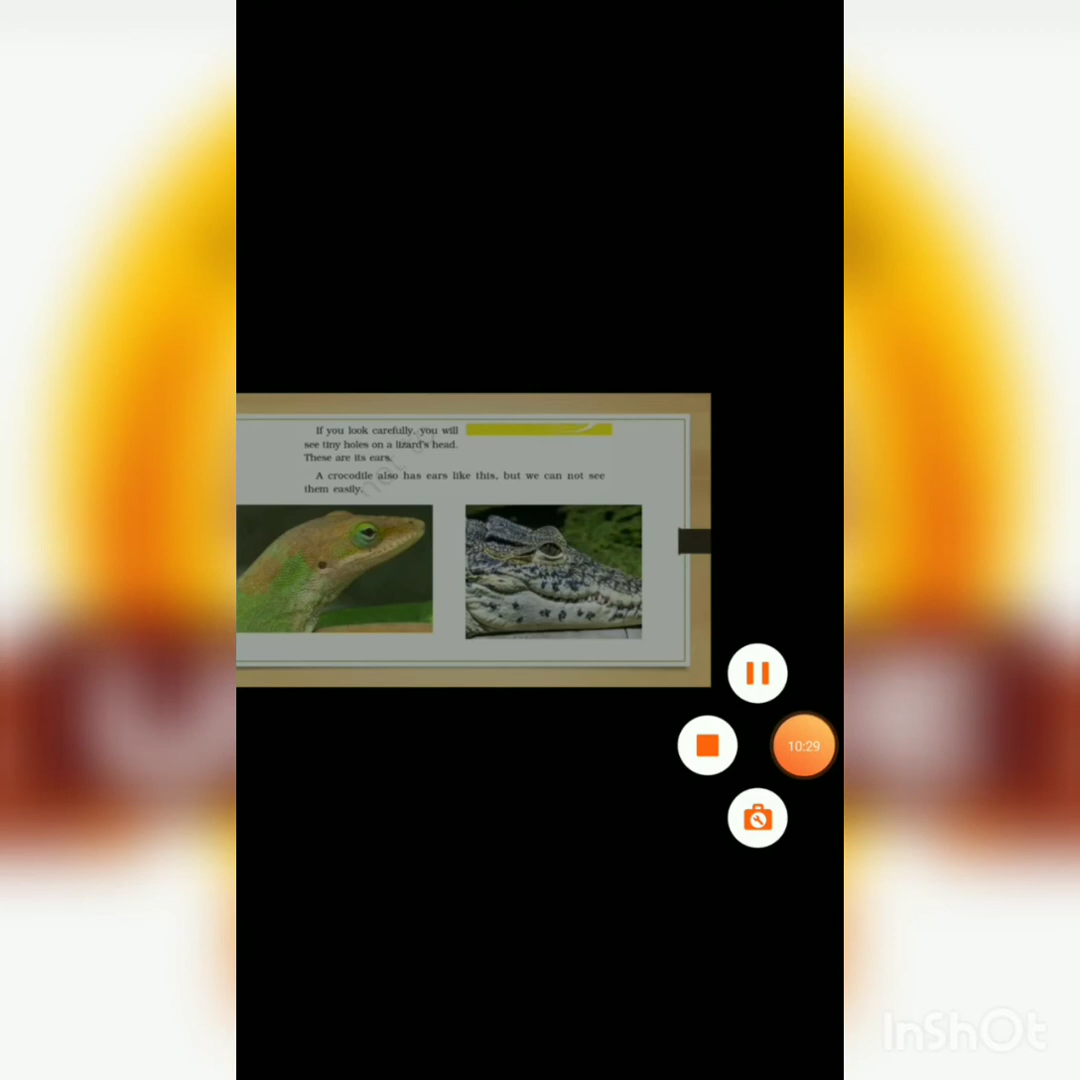 If you look carefully, you will
see tiny holes on a lizard's head.
These are its ears.
A crocodile also has ears like this, but we can not see
them easily.
10:29
InShOt